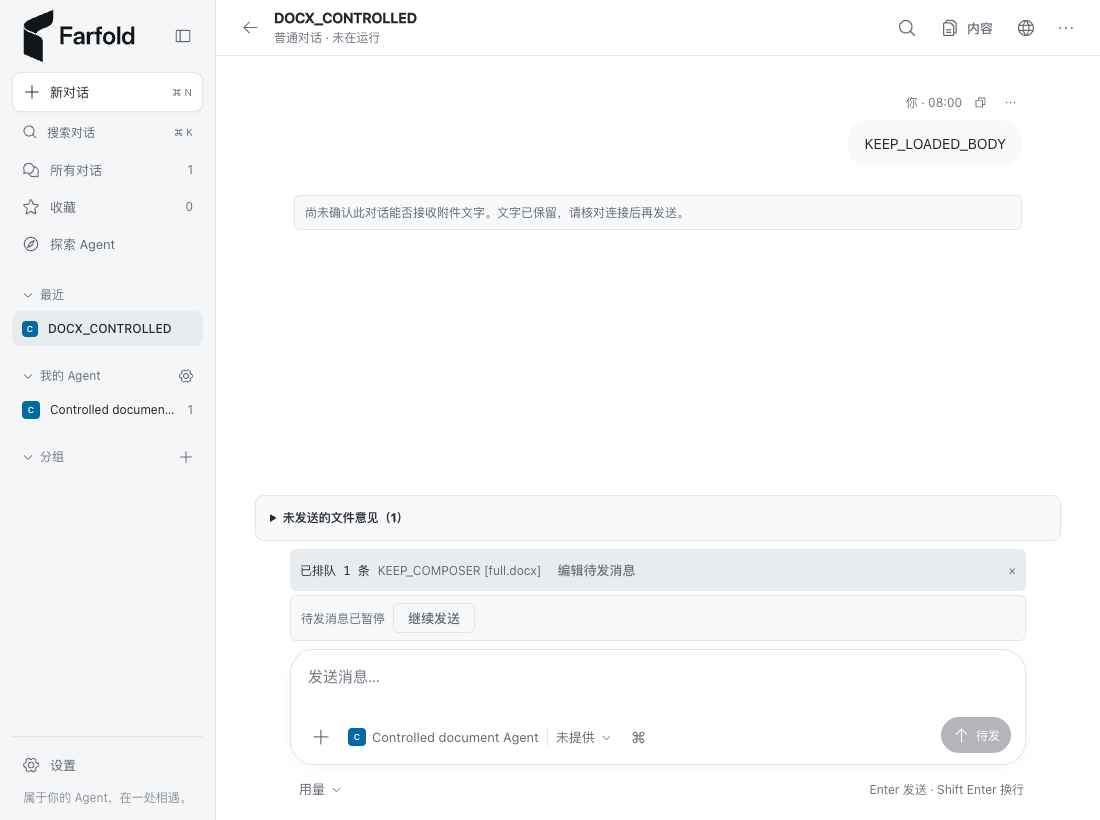 Farfold
新对话 ⌘ N
搜索对话 ⌘ K
所有对话 1
收藏 0
探索 Agent
最近
C DOCX_CONTROLLED
我的 Agent
C Controlled documen... 1
分组
设置
属于你的 Agent，在一处相遇。
DOCX_CONTROLLED
普通对话 · 未在运行
内容
你 · 08:00
KEEP_LOADED_BODY
尚未确认此对话能否接收附件文字。文字已保留，请核对连接后再发送。
未发送的文件意见（1）
已排队 1 条 KEEP_COMPOSER [full.docx] 编辑待发消息 x
待发消息已暂停 继续发送
发送消息...
C Controlled document Agent 未提供 ⌘ 待发
用量 Enter 发送 · Shift Enter 换行